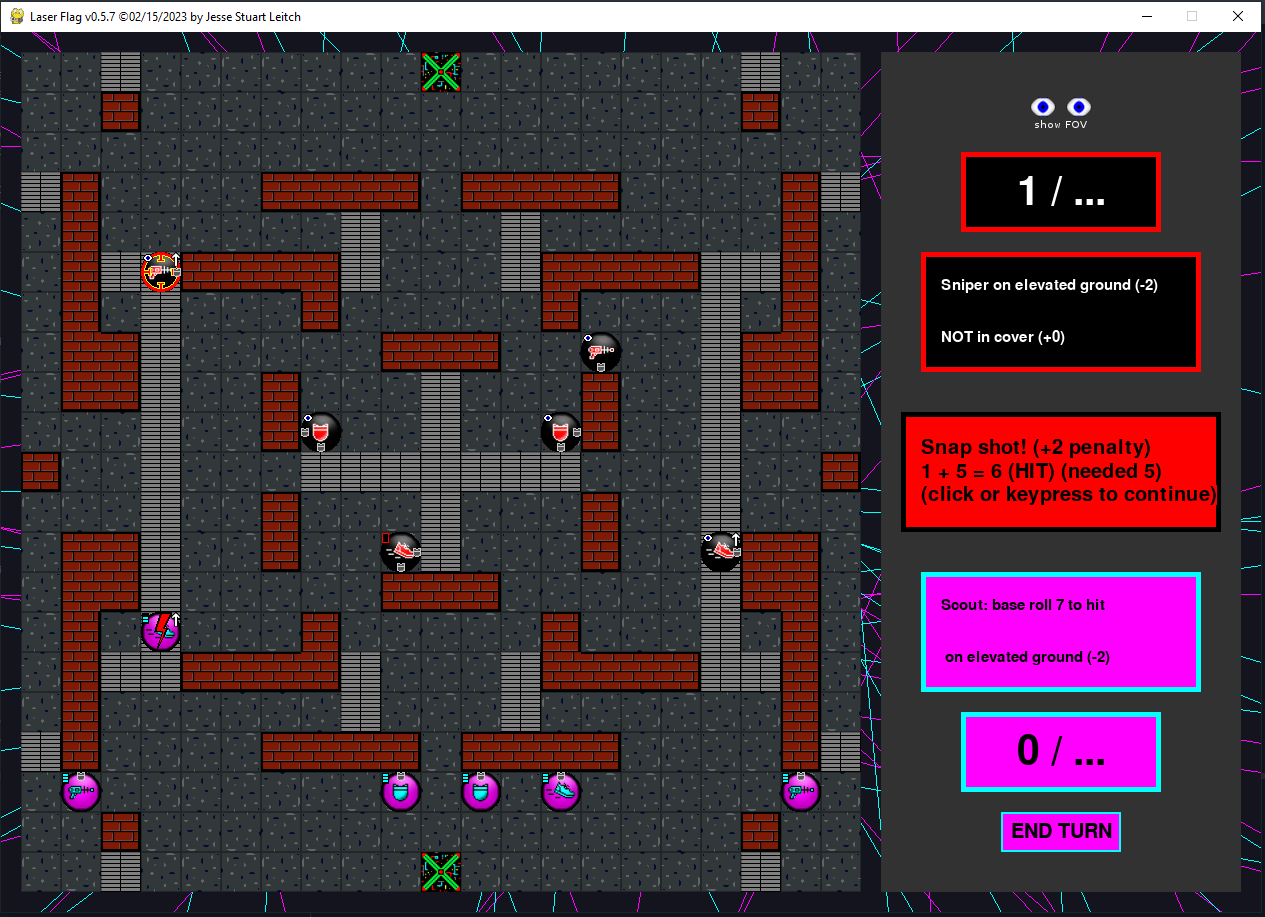 Laser Flag v0.5.7 ©02/15/2023 by Jesse Stuart Leitch
show FOV
1 / ...
Sniper on elevated ground (-2)
NOT in cover (+0)
Snap shot! (+2 penalty)
1 + 5 = 6 (HIT) (needed 5)
(click or keypress to continue)
Scout: base roll 7 to hit
on elevated ground (-2)
0 / ...
END TURN